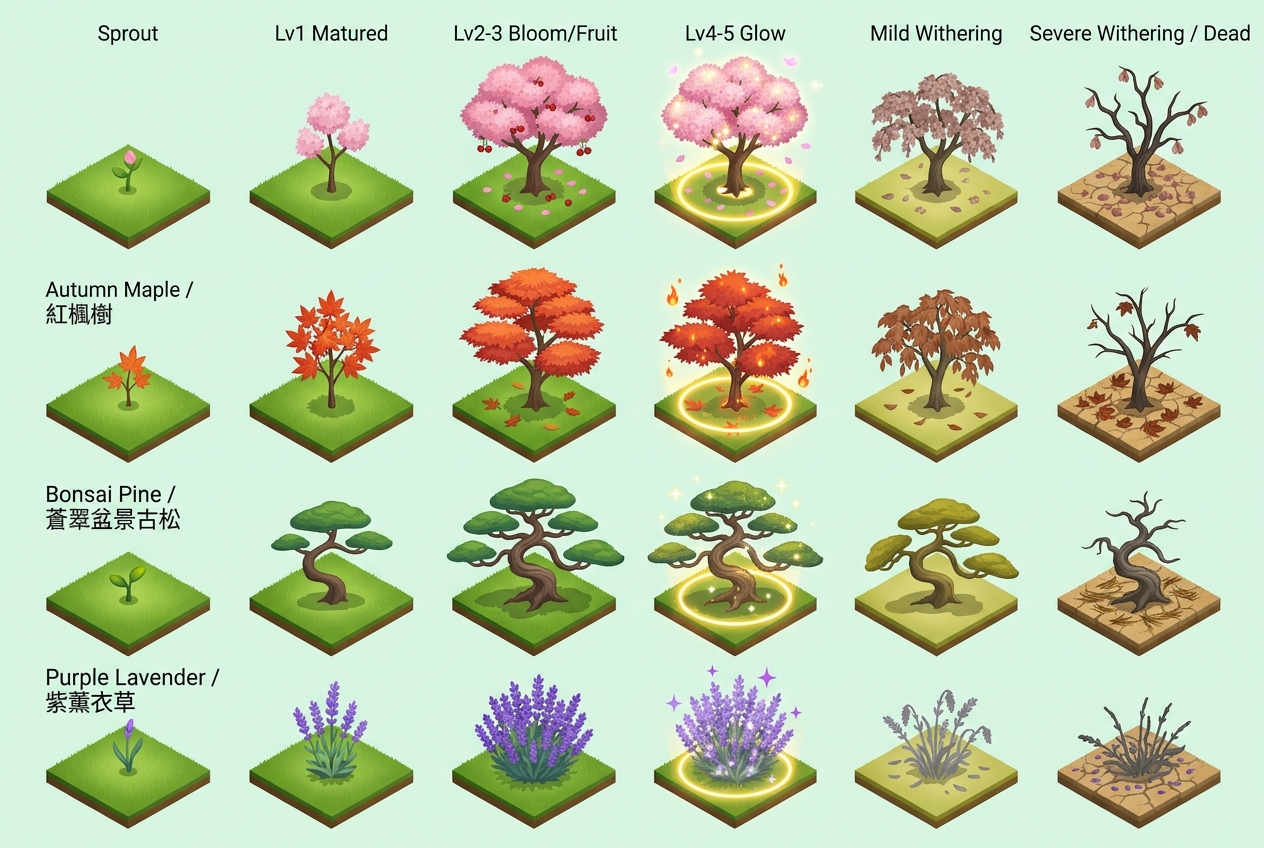 Sprout
Lv1 Matured
Lv2-3 Bloom/Fruit
Lv4-5 Glow
Mild Withering
Severe Withering / Dead
Autumn Maple /
紅楓樹
Bonsai Pine /
蒼翠盆景古松
Purple Lavender /
紫薰衣草